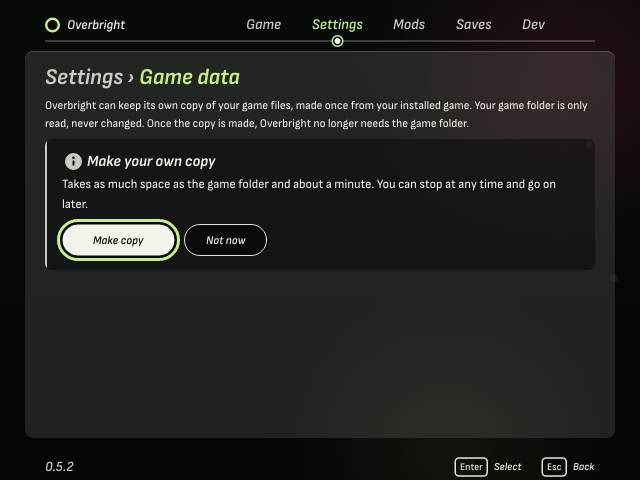 Overbright
Game
Settings
Mods
Saves
Dev
Settings › Game data
Overbright can keep its own copy of your game files, made once from your installed game. Your game folder is only
read, never changed. Once the copy is made, Overbright no longer needs the game folder.
Make your own copy
Takes as much space as the game folder and about a minute. You can stop at any time and go on
later.
Make copy
Not now
0.5.2
Enter Select
Esc Back